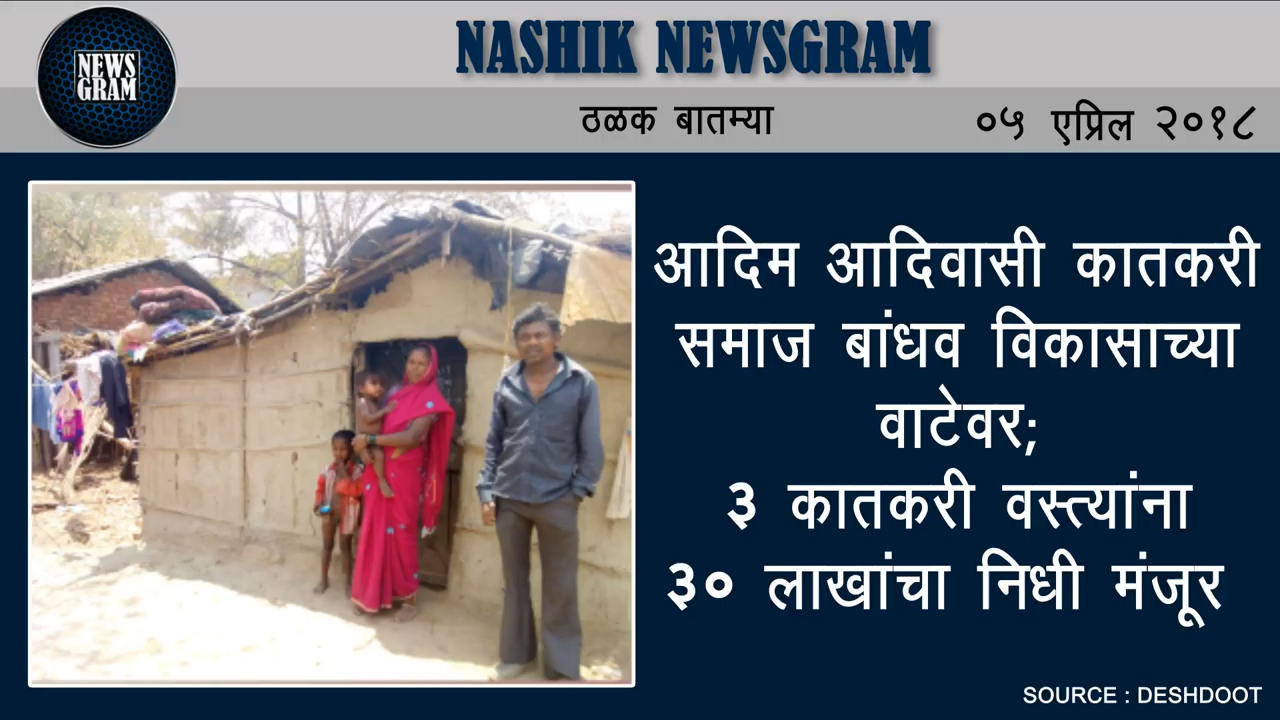 NEWS
GRAM
NASHIK NEWSGRAM
ठळक बातम्या
०५ एप्रिल २०१८
आदिम आदिवासी कातकरी
समाज बांधव विकासाच्या
वाटेवर;
३ कातकरी वस्त्यांना
३० लाखांचा निधी मंजूर
SOURCE : DESHDOOT